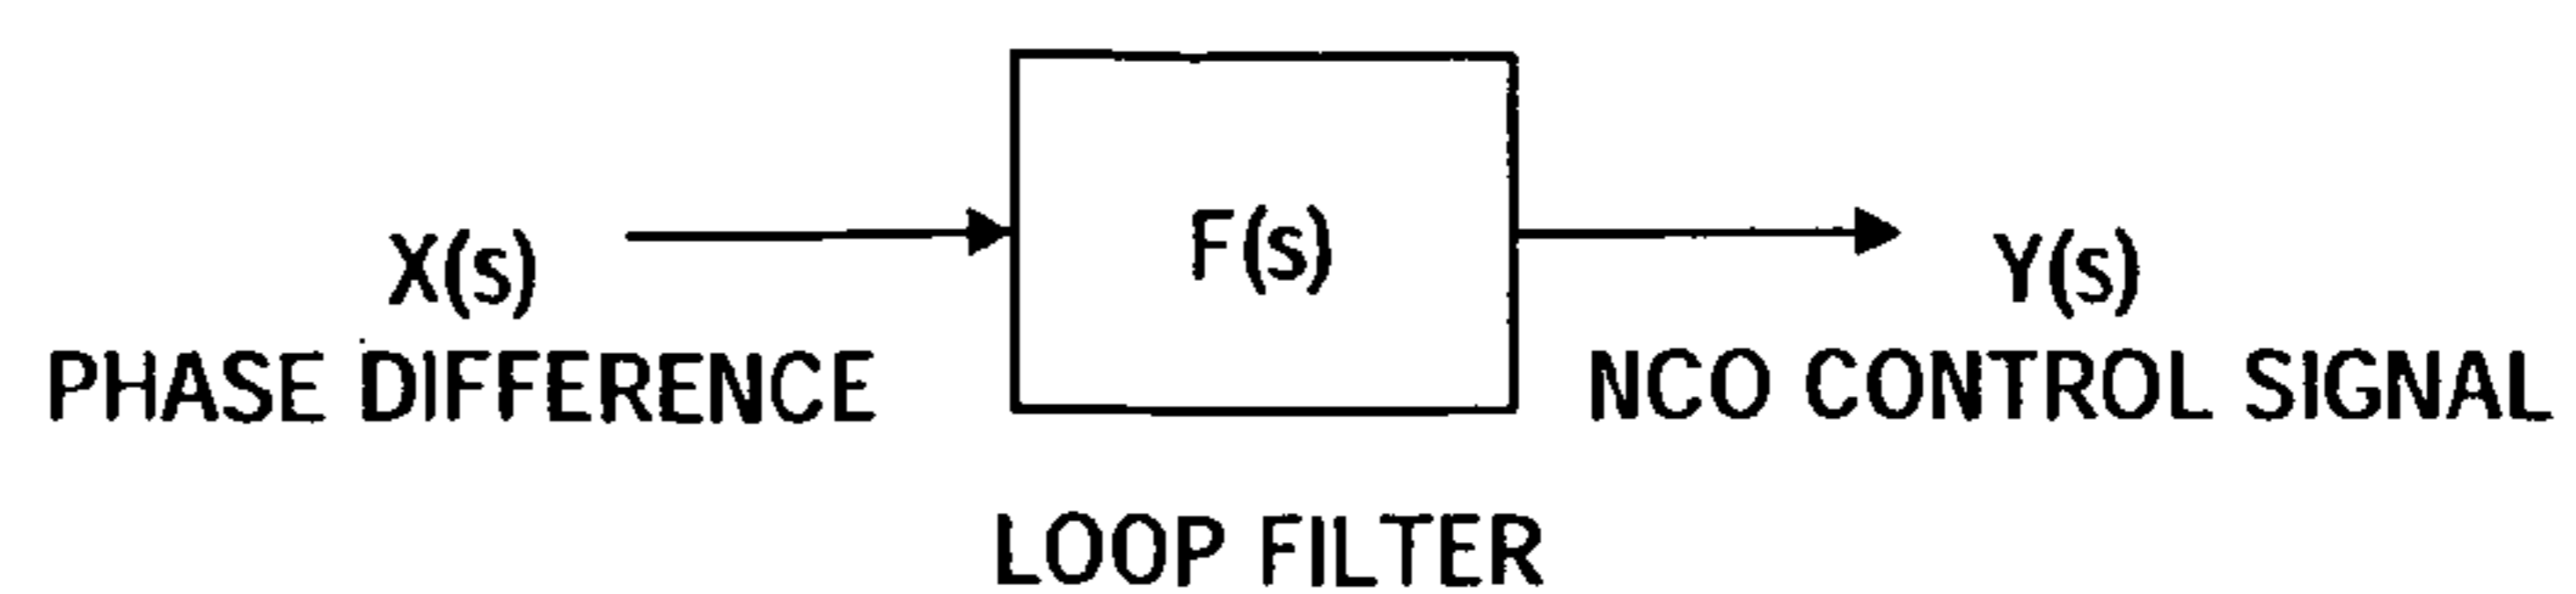 F(s)
X(s)
Y(s)
PHASE DIFFERENCE
NCO CONTROL SIGNAL
LOOP FILTER